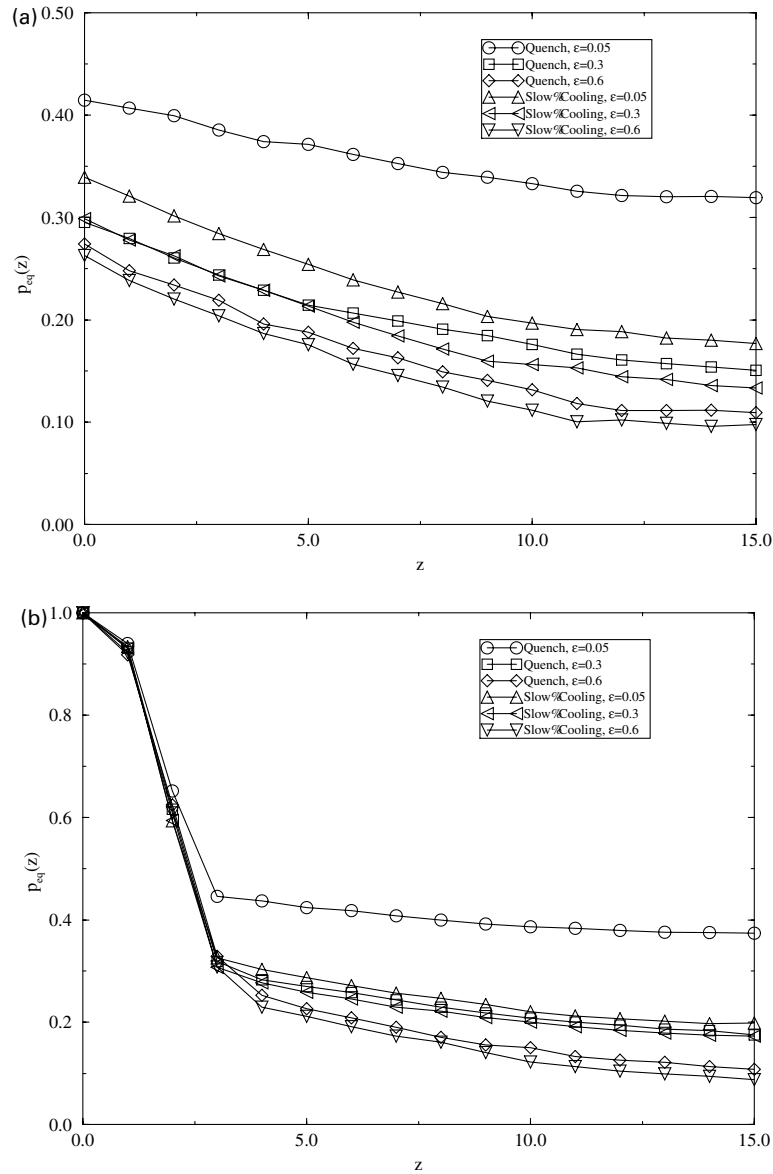 (a)
0.50
0.40
0.30
0.20
0.10
0.00
p_eq(z)
Quench, ε=0.05
Quench, ε=0.3
Quench, ε=0.6
Slow%Cooling, ε=0.05
Slow%Cooling, ε=0.3
Slow%Cooling, ε=0.6
0.0 5.0 10.0 15.0
z
(b)
1.0
0.8
0.6
0.4
0.2
0.0
p_eq(z)
Quench, ε=0.05
Quench, ε=0.3
Quench, ε=0.6
Slow%Cooling, ε=0.05
Slow%Cooling, ε=0.3
Slow%Cooling, ε=0.6
0.0 5.0 10.0 15.0
z